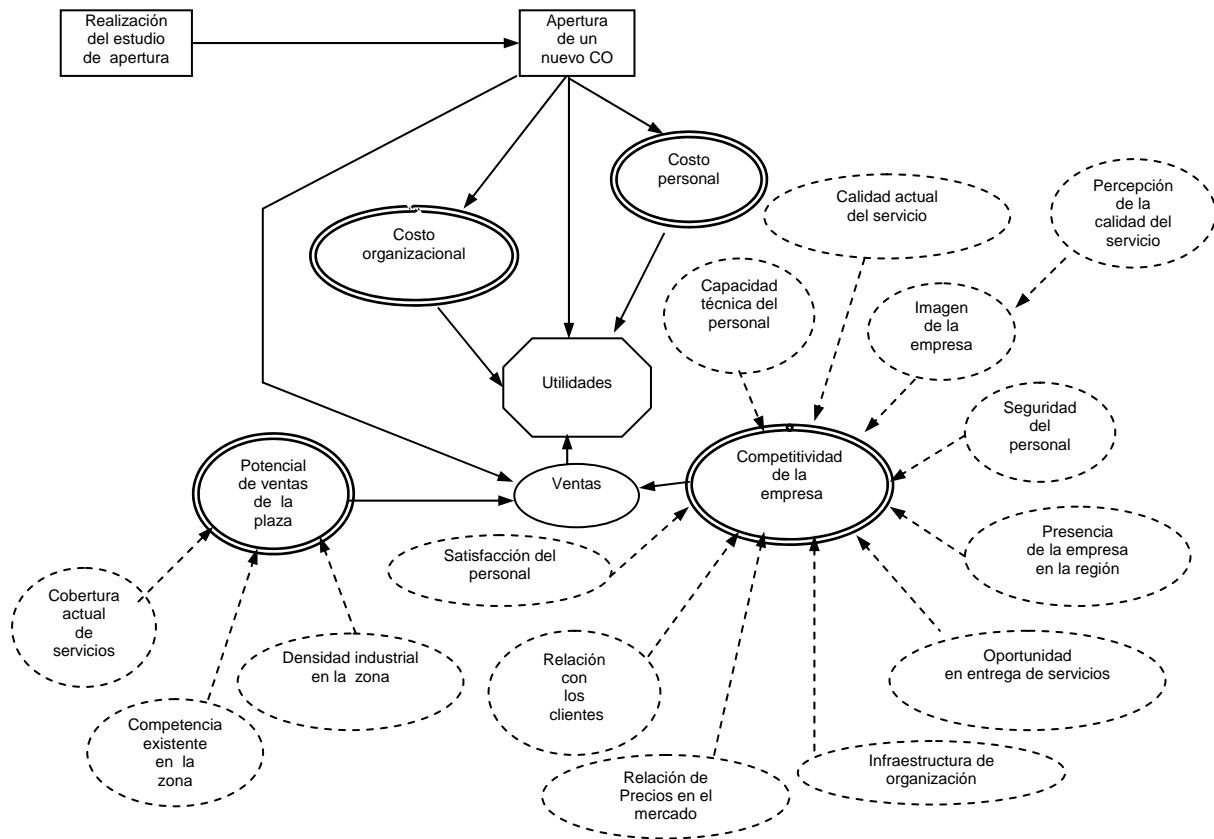 Realización
del estudio
de apertura
Apertura
de un
nuevo CO
Costo
personal
Costo
organizacional
Calidad actual
del servicio
Percepción
de la
calidad del
servicio
Capacidad
técnica del
personal
Imagen
de la
empresa
Utilidades
Seguridad
del
personal
Potencial
de ventas
de la
plaza
Ventas
Competitividad
de la
empresa
Presencia
de la empresa
en la región
Satisfacción del
personal
Cobertura
actual
de
servicios
Densidad industrial
en la zona
Relación
con
los
clientes
Oportunidad
en entrega de servicios
Competencia
existente
en la
zona
Infraestructura de
organización
Relación de
Precios en el
mercado